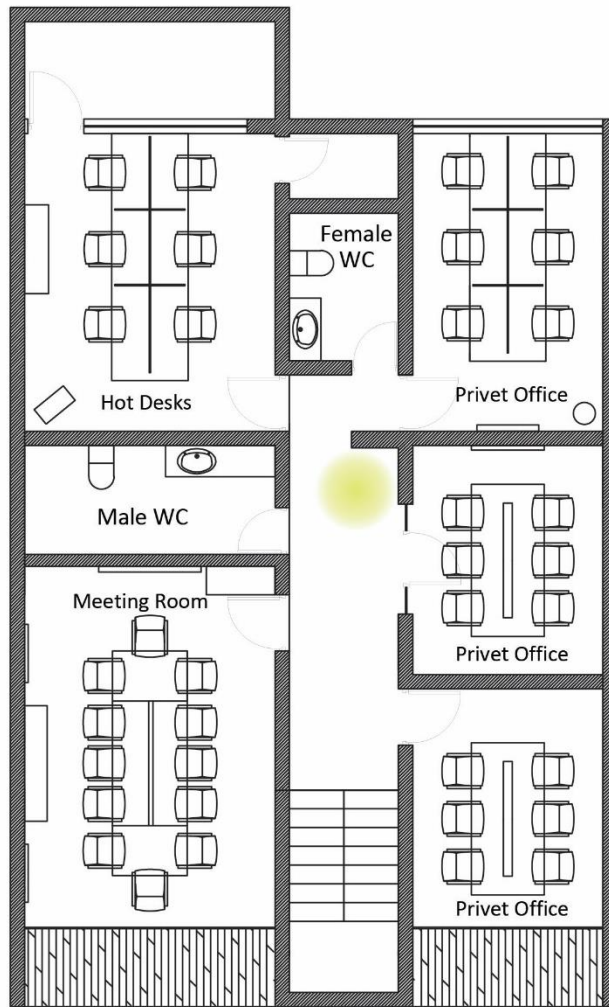 Female
WC
Hot Desks
Privet Office
Male WC
Meeting Room
Privet Office
Privet Office